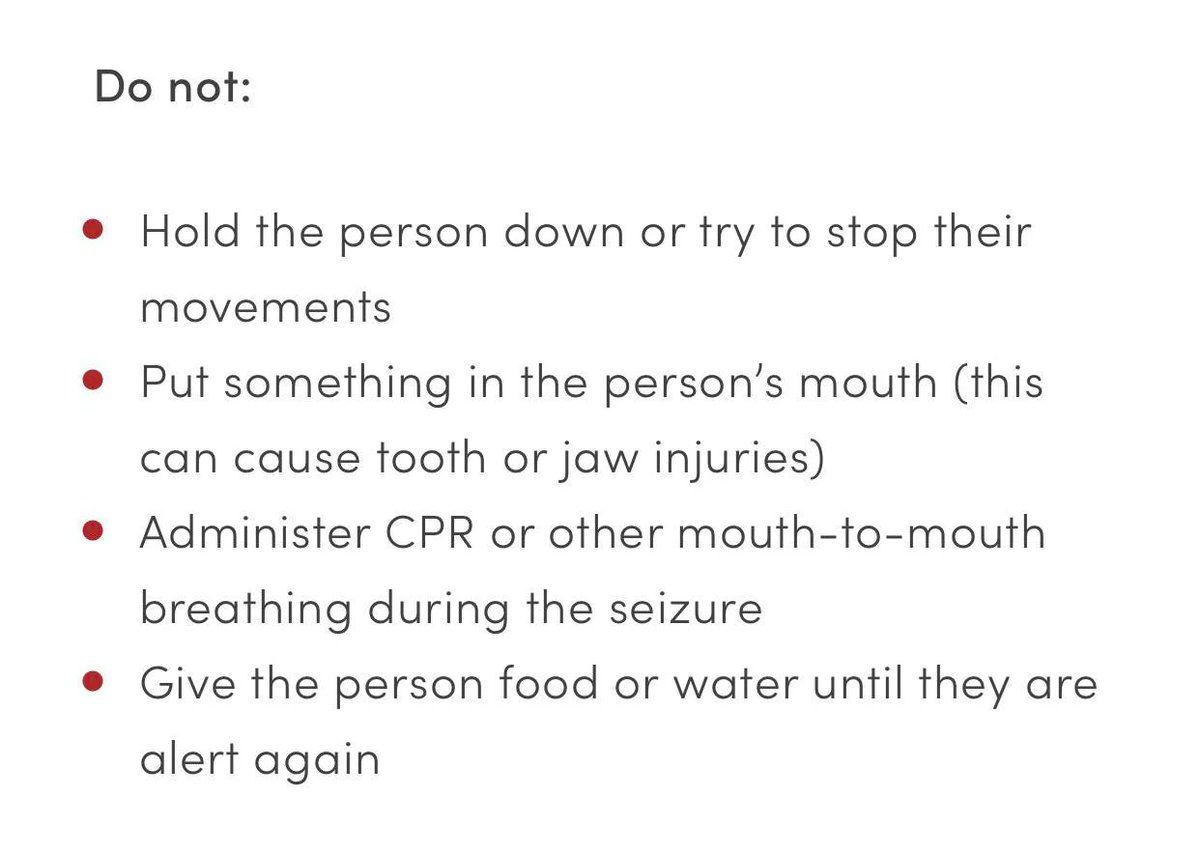 Do not:
Hold the person down or try to stop their
movements
Put something in the person’s mouth (this
can cause tooth or jaw injuries)
Administer CPR or other mouth-to-mouth
breathing during the seizure
Give the person food or water until they are
alert again